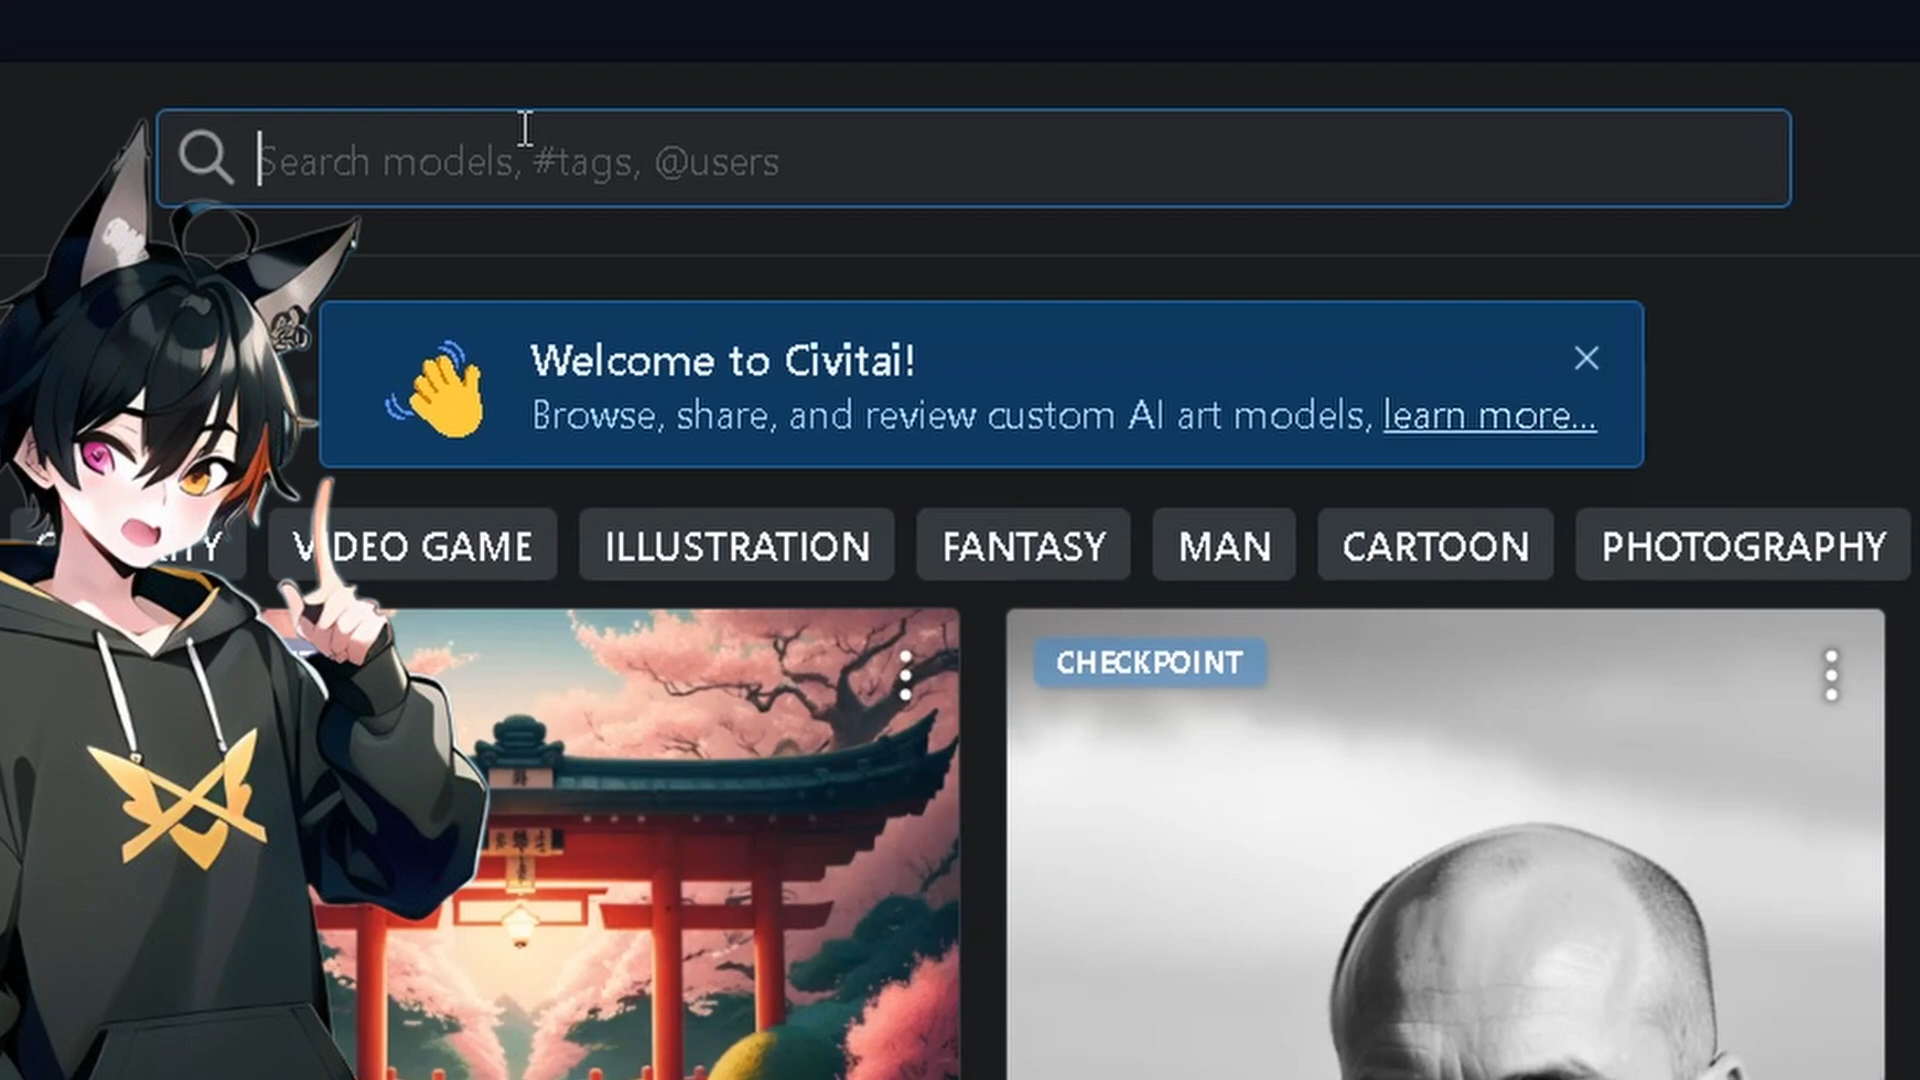 Search models, #tags, @users
Welcome to Civitai!
Browse, share, and review custom AI art models, learn more...
VIDEO GAME
ILLUSTRATION
FANTASY
MAN
CARTOON
PHOTOGRAPHY
CHECKPOINT